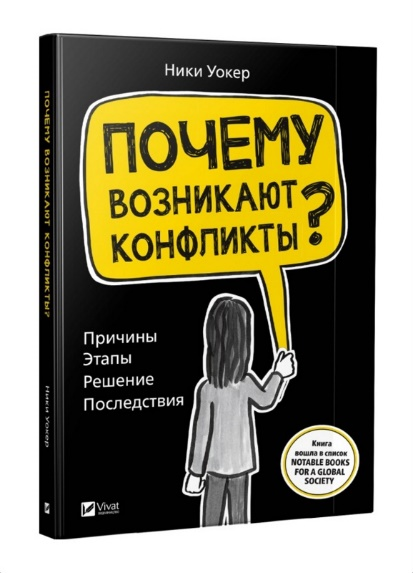 Ники Уокер
ПОЧЕМУ
ВОЗНИКАЮТ
КОНФЛИКТЫ?
Причины
Этапы
Решение
Последствия
Книга
вошла в список
NOTABLE BOOKS
FOR A GLOBAL
SOCIETY
Vivat
ПОЧЕМУ ВОЗНИКАЮТ КОНФЛИКТЫ?
Ники Уокер